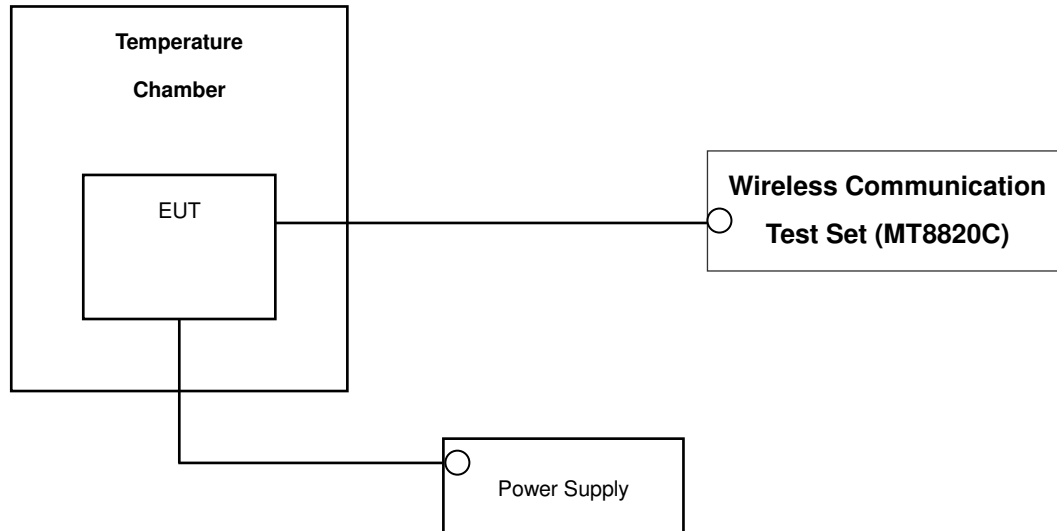 Temperature
Chamber
EUT
Wireless Communication
Test Set (MT8820C)
Power Supply